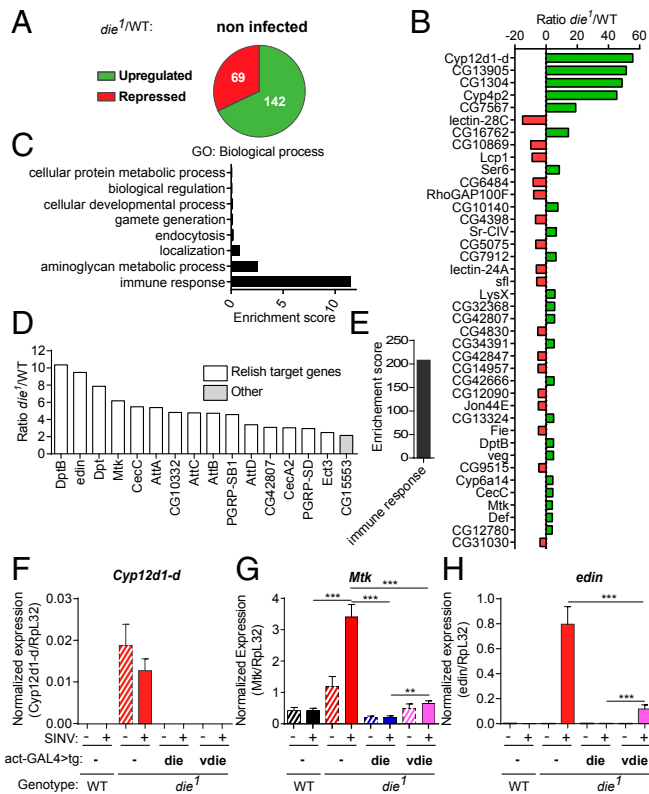 A
die¹/WT:
non infected
Upregulated
Repressed
69
142
B
Ratio die¹/WT
-20 0 20 40 60
Cyp12d1-d
CG13905
CG1304
Cyp4p2
CG7567
lectin-28C
CG16762
CG10869
Lcp1
Ser6
CG6484
RhoGAP100F
CG10140
CG4398
Sr-CIV
CG5075
CG7912
lectin-24A
sfl
LysX
CG32368
CG42807
CG4830
CG34391
CG42847
CG14957
CG42666
CG12090
Jon44E
CG13324
Fie
DptB
veg
CG9515
Cyp6a14
CecC
Mtk
Def
CG12780
CG31030
C
GO: Biological process
cellular protein metabolic process
biological regulation
cellular developmental process
gamete generation
endocytosis
localization
aminoglycan metabolic process
immune response
0 5 10
Enrichment score
D
Ratio die¹/WT
12
10
8
6
4
2
0
Relish target genes
Other
DptB
edin
Dpt
Mtk
CecC
AttA
CG10332
AttC
AttB
PGRP-SB1
AttD
CG42807
CecA2
PGRP-SD
Ect3
CG15553
E
Enrichement score
250
200
150
100
50
0
immune response
F
Cyp12d1-d
Normalized expression
(Cyp12d1-d/RpL32)
0.03
0.02
0.01
0.00
- + - + - + - +
SINV:
act-GAL4>tg: - - die vdie
Genotype: WT die¹
G
Mtk
Normalized Expression
(Mtk/RpL32)
5
4
3
2
1
0
***
*** ***
**
- + - + - + - +
- - die vdie
WT die¹
H
edin
Normalized expression
(edin/RpL32)
1.0
0.8
0.6
0.4
0.2
0.0
***
***
- + - + - + - +
- - die vdie
WT die¹